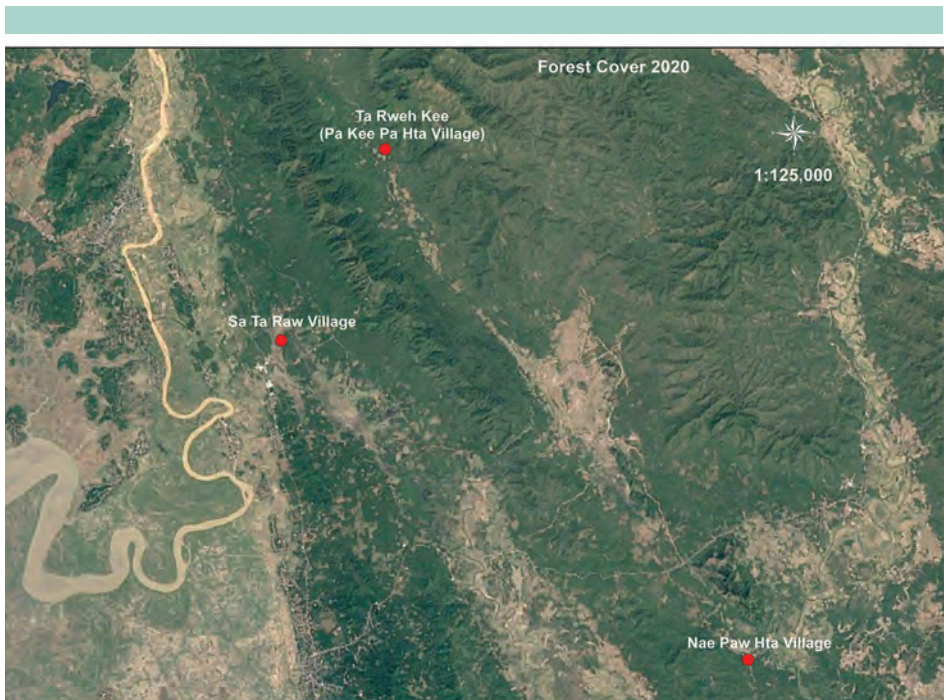 Forest Cover 2020
Ta Rweh Kee
(Pa Kee Pa Hta Village)
1:125,000
Sa Ta Raw Village
Nae Paw Hta Village